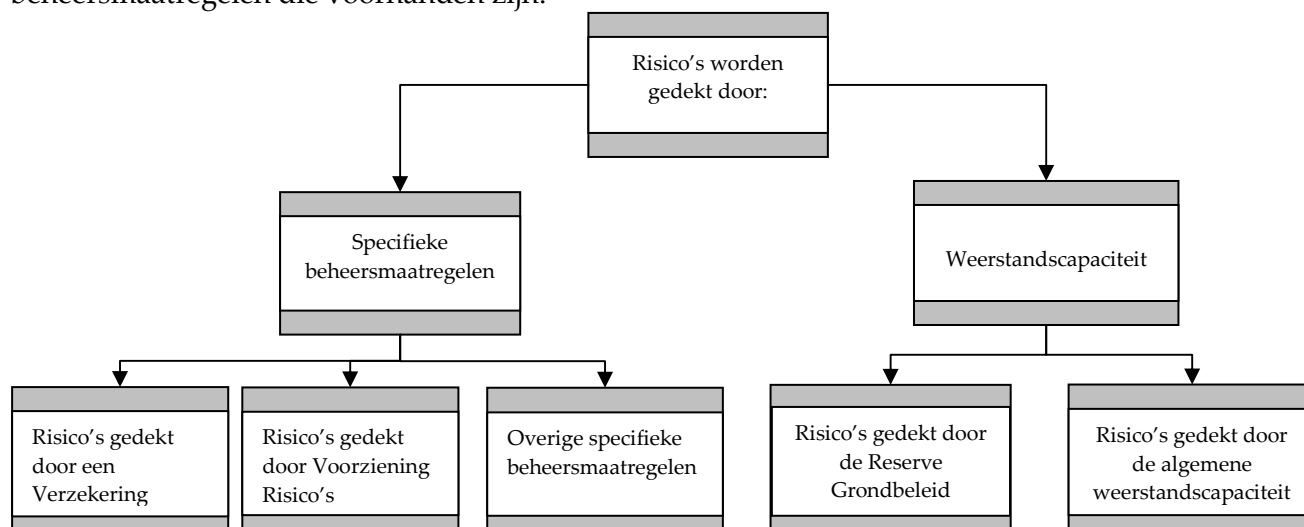 beheersmaatregelen die voorhanden zijn.
Risico's worden
gedekt door:
Specifieke
beheersmaatregelen
Weerstandscapaciteit
Risico's gedekt
door een
Verzekering
Risico's gedekt
door Voorziening
Risico's
Overige specifieke
beheersmaatregelen
Risico's gedekt door
de Reserve
Grondbeleid
Risico's gedekt door
de algemene
weerstandscapaciteit